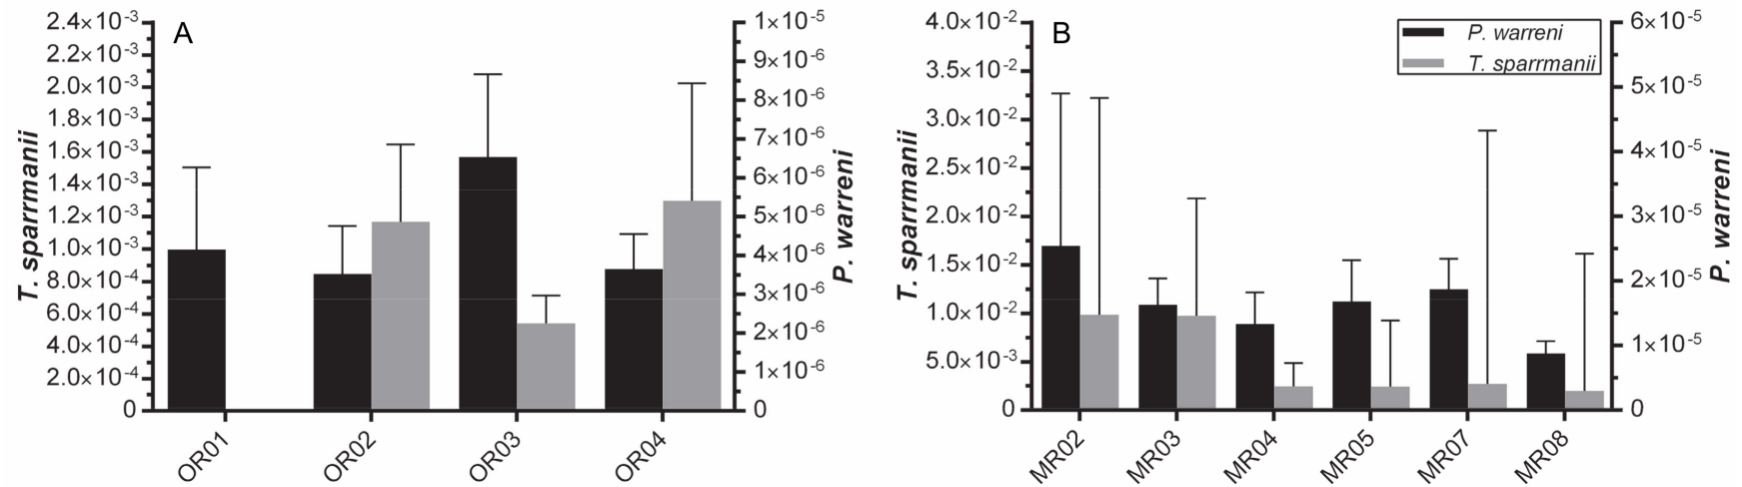 A
T. sparrmanii
2.4×10-3
2.2×10-3
2.0×10-3
1.8×10-3
1.6×10-3
1.4×10-3
1.2×10-3
1.0×10-3
8.0×10-4
6.0×10-4
4.0×10-4
2.0×10-4
0
1×10-5
9×10-6
8×10-6
7×10-6
6×10-6
5×10-6
4×10-6
3×10-6
2×10-6
1×10-6
0
P. warreni
OR01
OR02
OR03
OR04
B
T. sparrmanii
4.0×10-2
3.5×10-2
3.0×10-2
2.5×10-2
2.0×10-2
1.5×10-2
1.0×10-2
5.0×10-3
0
P. warreni
T. sparrmanii
6×10-5
5×10-5
4×10-5
3×10-5
2×10-5
1×10-5
0
P. warreni
MR02
MR03
MR04
MR05
MR07
MR08